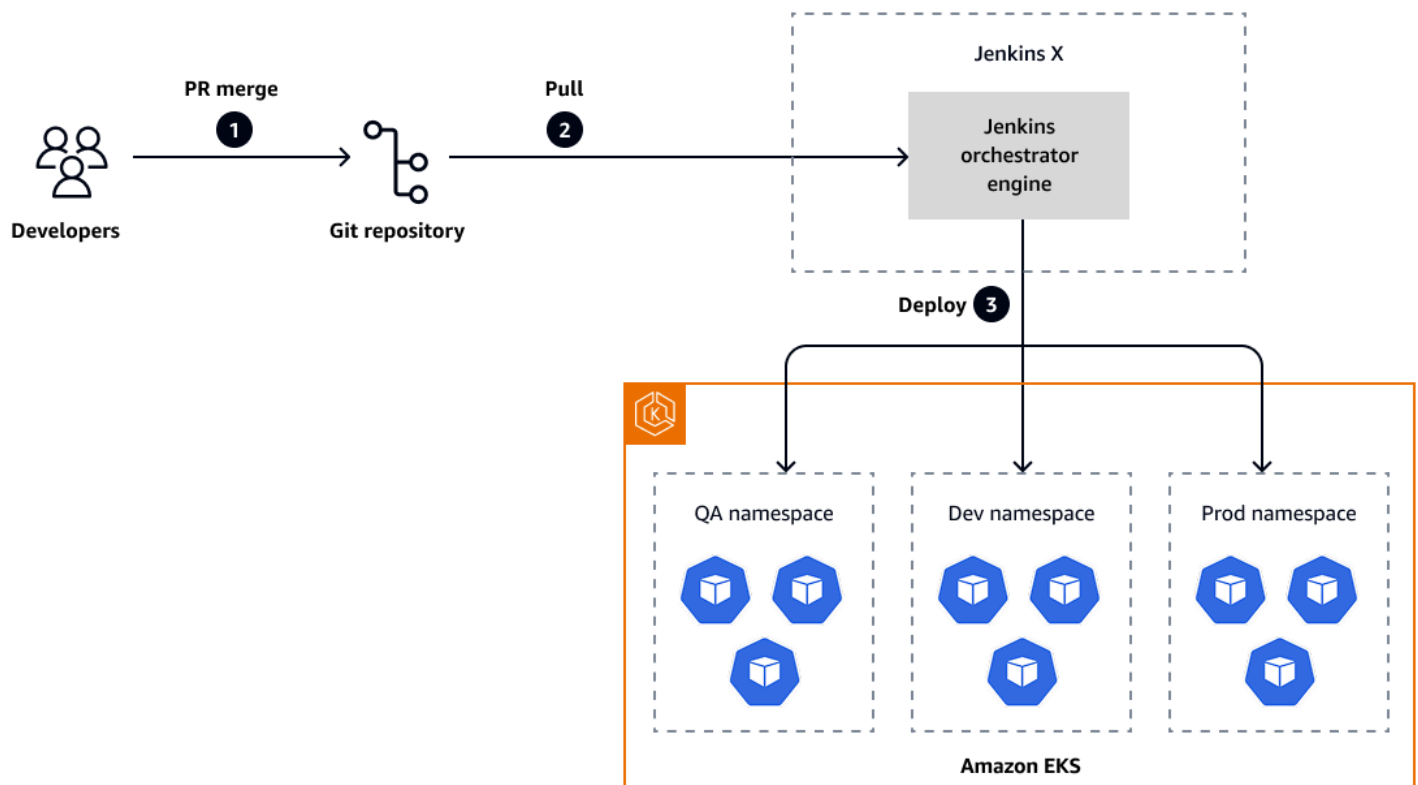 PR merge
1
Developers
Git repository
Pull
2
Jenkins X
Jenkins
orchestrator
engine
Deploy 3
K
QA namespace
Dev namespace
Prod namespace
Amazon EKS